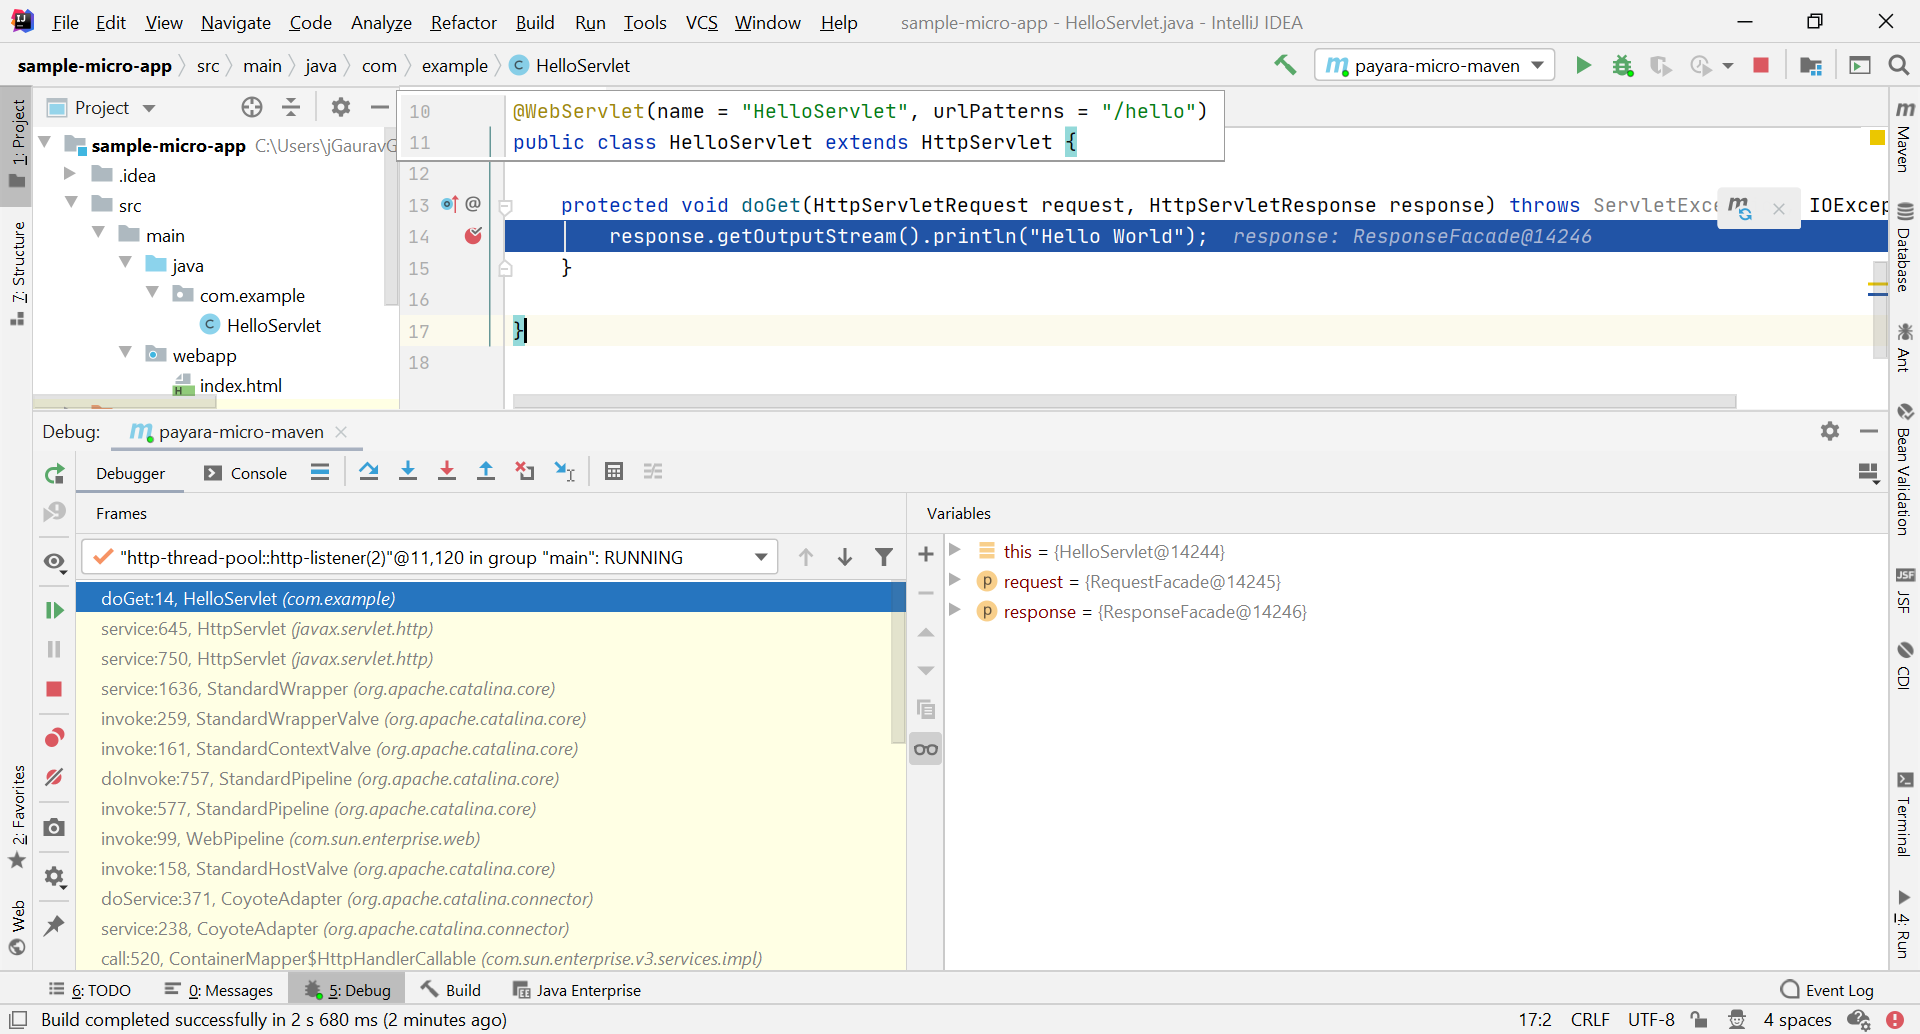 File Edit View Navigate Code Analyze Refactor Build Run Tools VCS Window Help sample-micro-app - HelloServlet.java - IntelliJ IDEA
sample-micro-app src main java com example C HelloServlet m payara-micro-maven
1: Project
7: Structure
2: Favorites
Web
Project
sample-micro-app C:\Users\jGauravG
.idea
src
main
java
com.example
C HelloServlet
webapp
H index.html
10 @WebServlet(name = "HelloServlet", urlPatterns = "/hello")
11 public class HelloServlet extends HttpServlet {
12
13 @ protected void doGet(HttpServletRequest request, HttpServletResponse response) throws ServletExce m IOExcep
14 response.getOutputStream().println("Hello World"); response: ResponseFacade@14246
15 }
16
17 }
18
m Maven
Database
Ant
Bean Validation
JSF JSF
CDI
Terminal
4: Run
Debug: m payara-micro-maven
Debugger Console
Frames
"http-thread-pool::http-listener(2)"@11,120 in group "main": RUNNING
doGet:14, HelloServlet (com.example)
service:645, HttpServlet (javax.servlet.http)
service:750, HttpServlet (javax.servlet.http)
service:1636, StandardWrapper (org.apache.catalina.core)
invoke:259, StandardWrapperValve (org.apache.catalina.core)
invoke:161, StandardContextValve (org.apache.catalina.core)
doInvoke:757, StandardPipeline (org.apache.catalina.core)
invoke:577, StandardPipeline (org.apache.catalina.core)
invoke:99, WebPipeline (com.sun.enterprise.web)
invoke:158, StandardHostValve (org.apache.catalina.core)
doService:371, CoyoteAdapter (org.apache.catalina.connector)
service:238, CoyoteAdapter (org.apache.catalina.connector)
call:520, ContainerMapper$HttpHandlerCallable (com.sun.enterprise.v3.services.impl)
Variables
this = {HelloServlet@14244}
p request = {RequestFacade@14245}
p response = {ResponseFacade@14246}
6: TODO 0: Messages 5: Debug Build Java Enterprise Event Log
Build completed successfully in 2 s 680 ms (2 minutes ago) 17:2 CRLF UTF-8 4 spaces